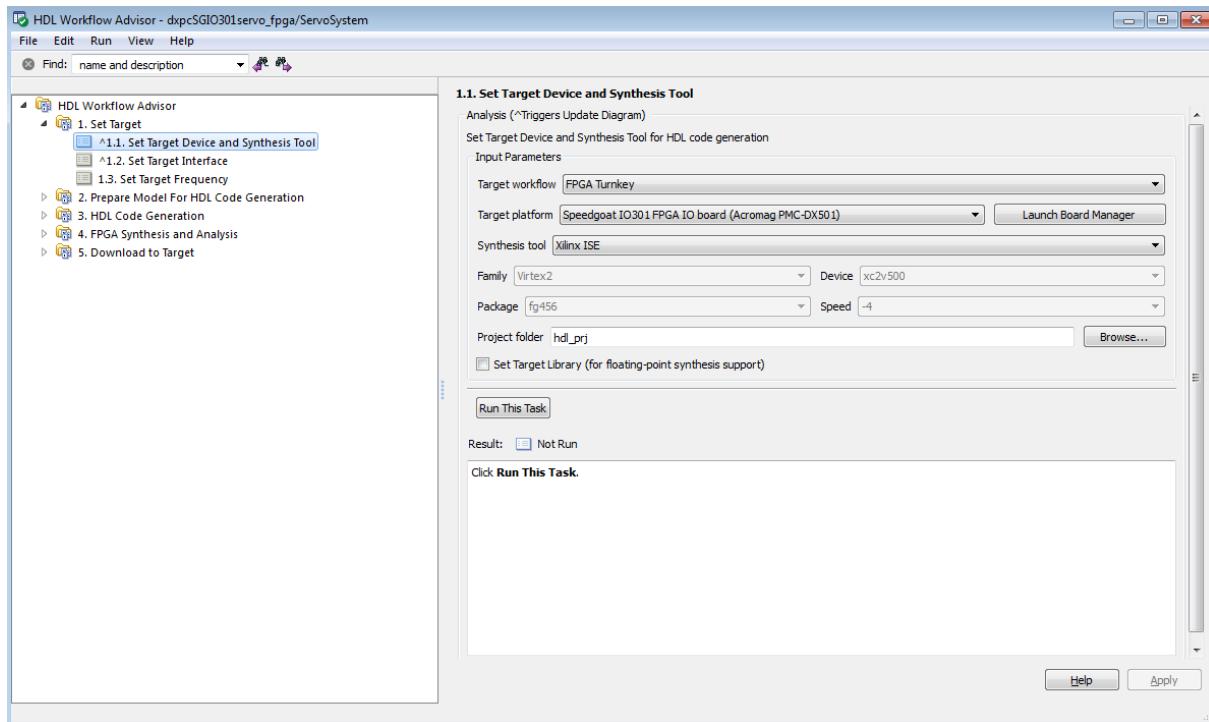 HDL Workflow Advisor - dxpcSGIO301servo_fpga/ServoSystem
File Edit Run View Help
Find: name and description
HDL Workflow Advisor
1. Set Target
^1.1. Set Target Device and Synthesis Tool
^1.2. Set Target Interface
1.3. Set Target Frequency
2. Prepare Model For HDL Code Generation
3. HDL Code Generation
4. FPGA Synthesis and Analysis
5. Download to Target
1.1. Set Target Device and Synthesis Tool
Analysis (^Triggers Update Diagram)
Set Target Device and Synthesis Tool for HDL code generation
Input Parameters
Target workflow FPGA Turnkey
Target platform Speedgoat IO301 FPGA IO board (Acromag PMC-DX501) Launch Board Manager
Synthesis tool Xilinx ISE
Family Virtex2 Device xc2v500
Package fg456 Speed -4
Project folder hdl_prj Browse...
Set Target Library (for floating-point synthesis support)
Run This Task
Result: Not Run
Click Run This Task.
Help Apply